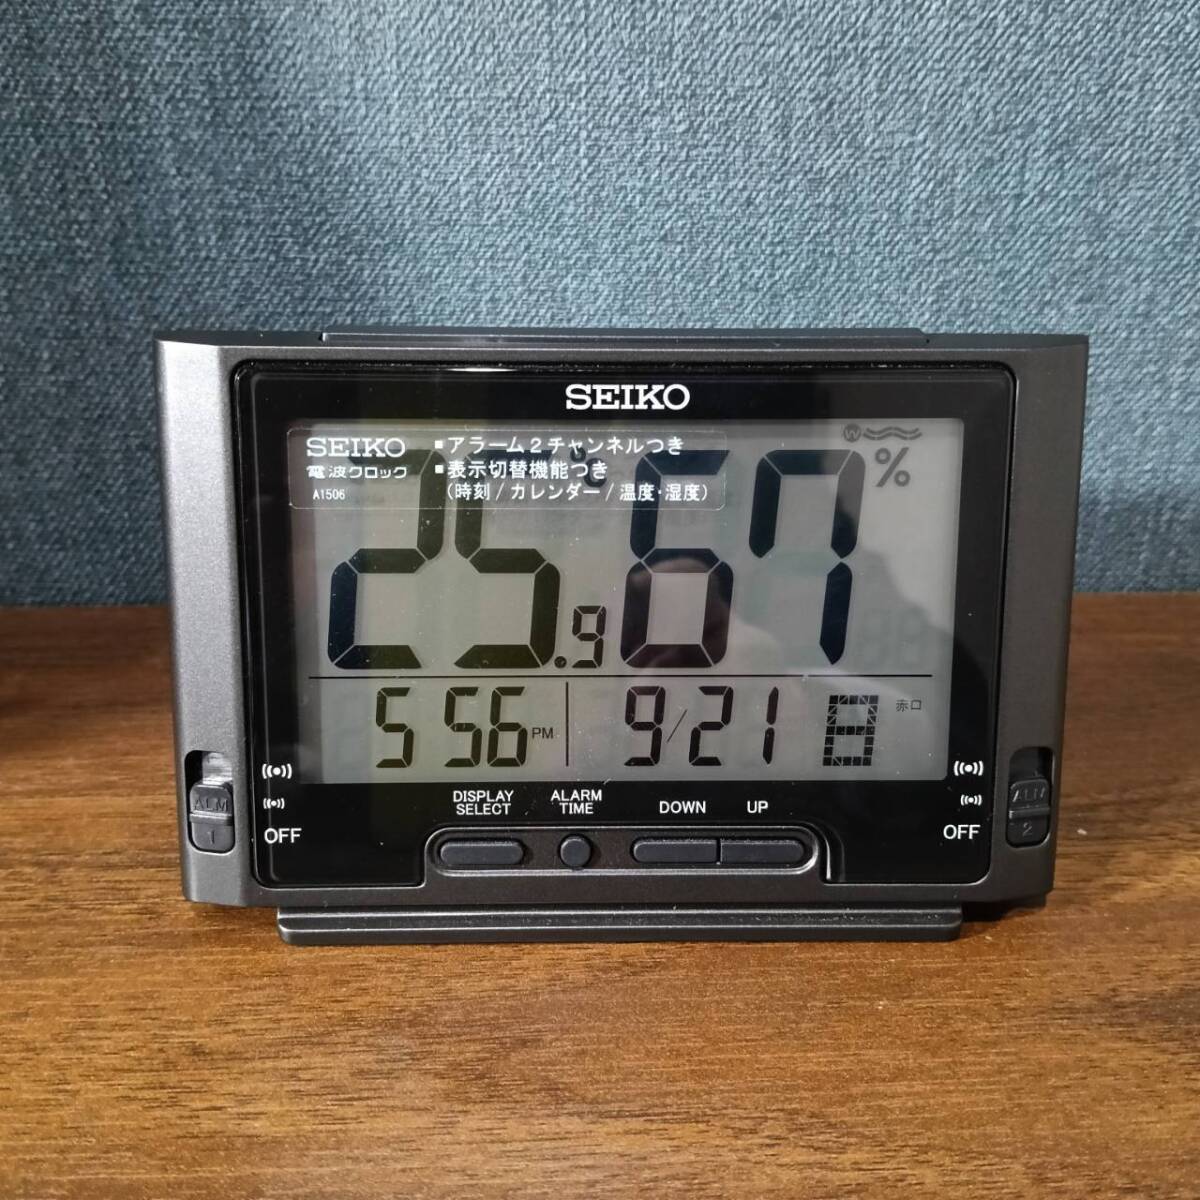 SEIKO
SEIKO
電波クロック
A1506
■アラーム2チャンネルつき
■表示切替機能つき
(時刻/カレンダー/温度・湿度)
25.9 ℃ 67 %
W
5 56 PM 9/21 日 赤口
OFF
ALM
1
DISPLAY
SELECT
ALARM
TIME
DOWN
UP
OFF
ALM
2